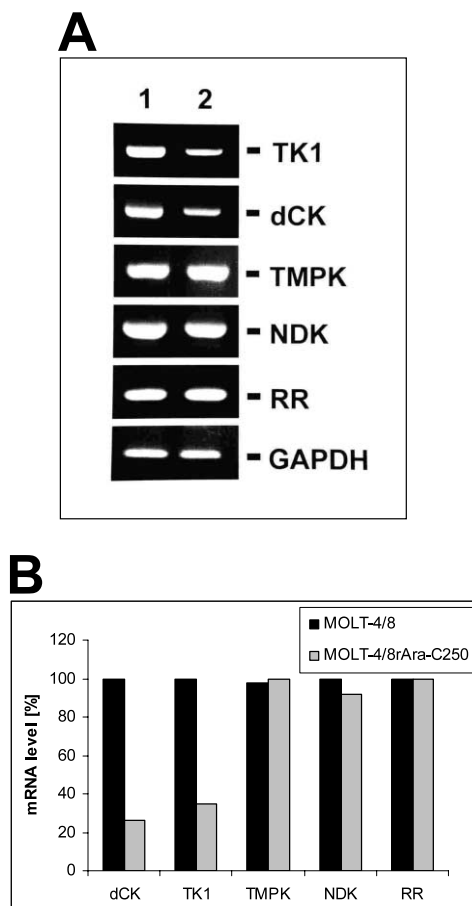 A
1 2
TK1
dCK
TMPK
NDK
RR
GAPDH
B
MOLT-4/8
MOLT-4/8rAra-C250
mRNA level [%]
120
100
80
60
40
20
0
dCK TK1 TMPK NDK RR